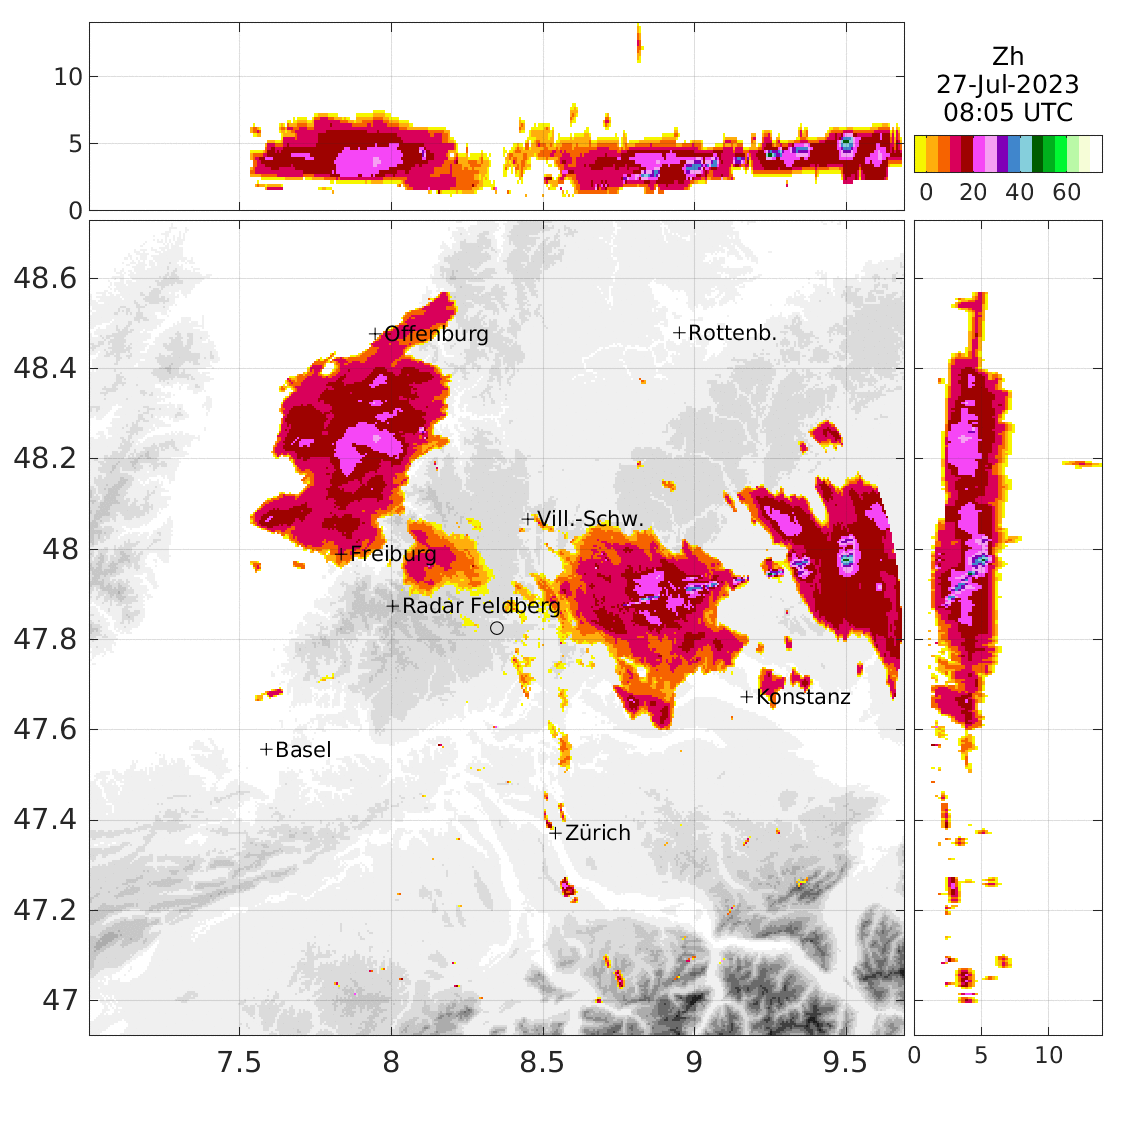 10
5
0
Zh
27-Jul-2023
08:05 UTC
0 20 40 60
48.6
48.4
48.2
48
47.8
47.6
47.4
47.2
47
+Offenburg
+Rottenb.
+Vill.-Schw.
+Freiburg
+Radar Feldberg
+Konstanz
+Basel
+Zürich
7.5 8 8.5 9 9.5
0 5 10